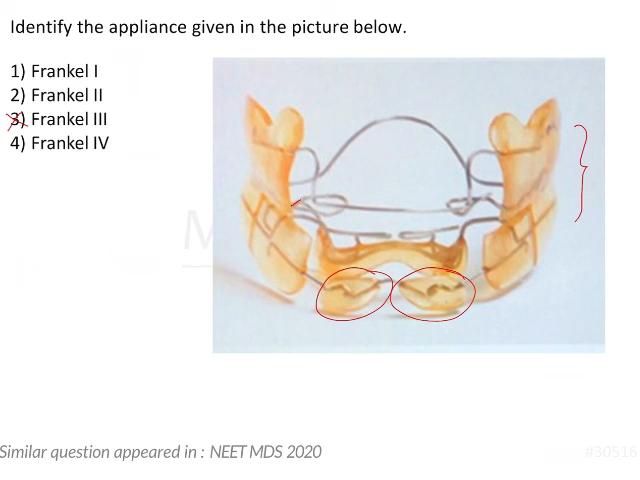 Identify the appliance given in the picture below.
1) Frankel I
2) Frankel II
3) Frankel III
4) Frankel IV
M
Similar question appeared in : NEET MDS 2020
#30516